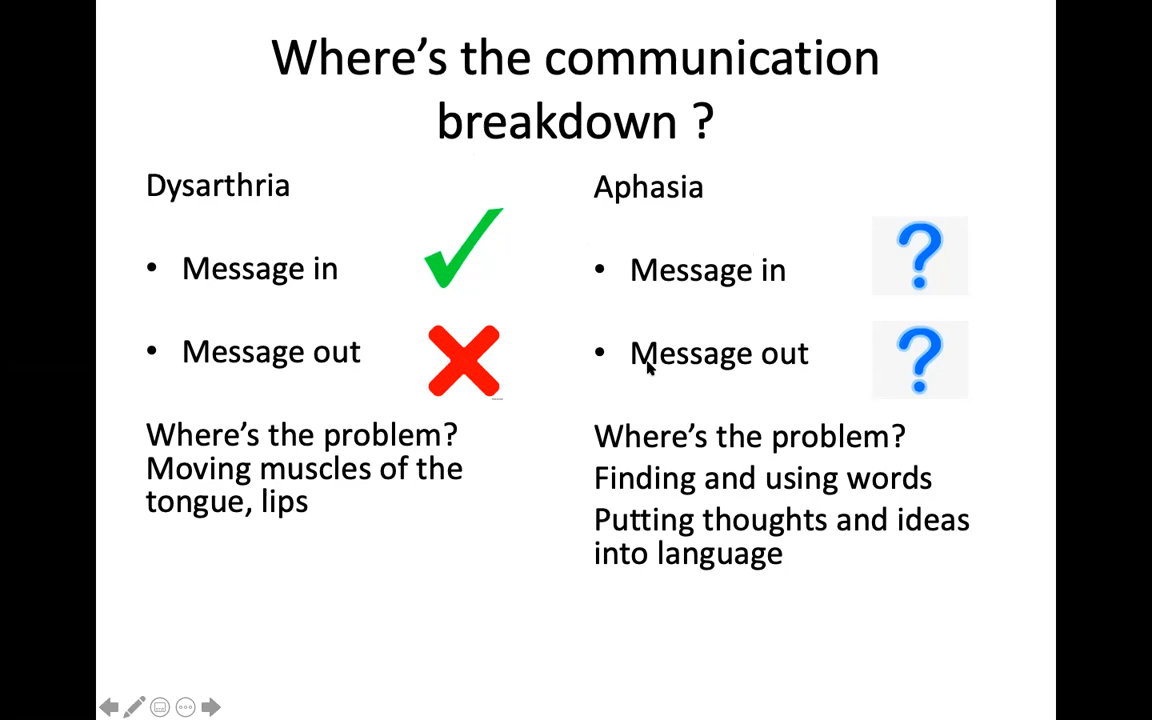 Where's the communication
breakdown ?
Dysarthria
• Message in
• Message out
Where's the problem?
Moving muscles of the
tongue, lips
Aphasia
• Message in
• Message out
Where's the problem?
Finding and using words
Putting thoughts and ideas
into language